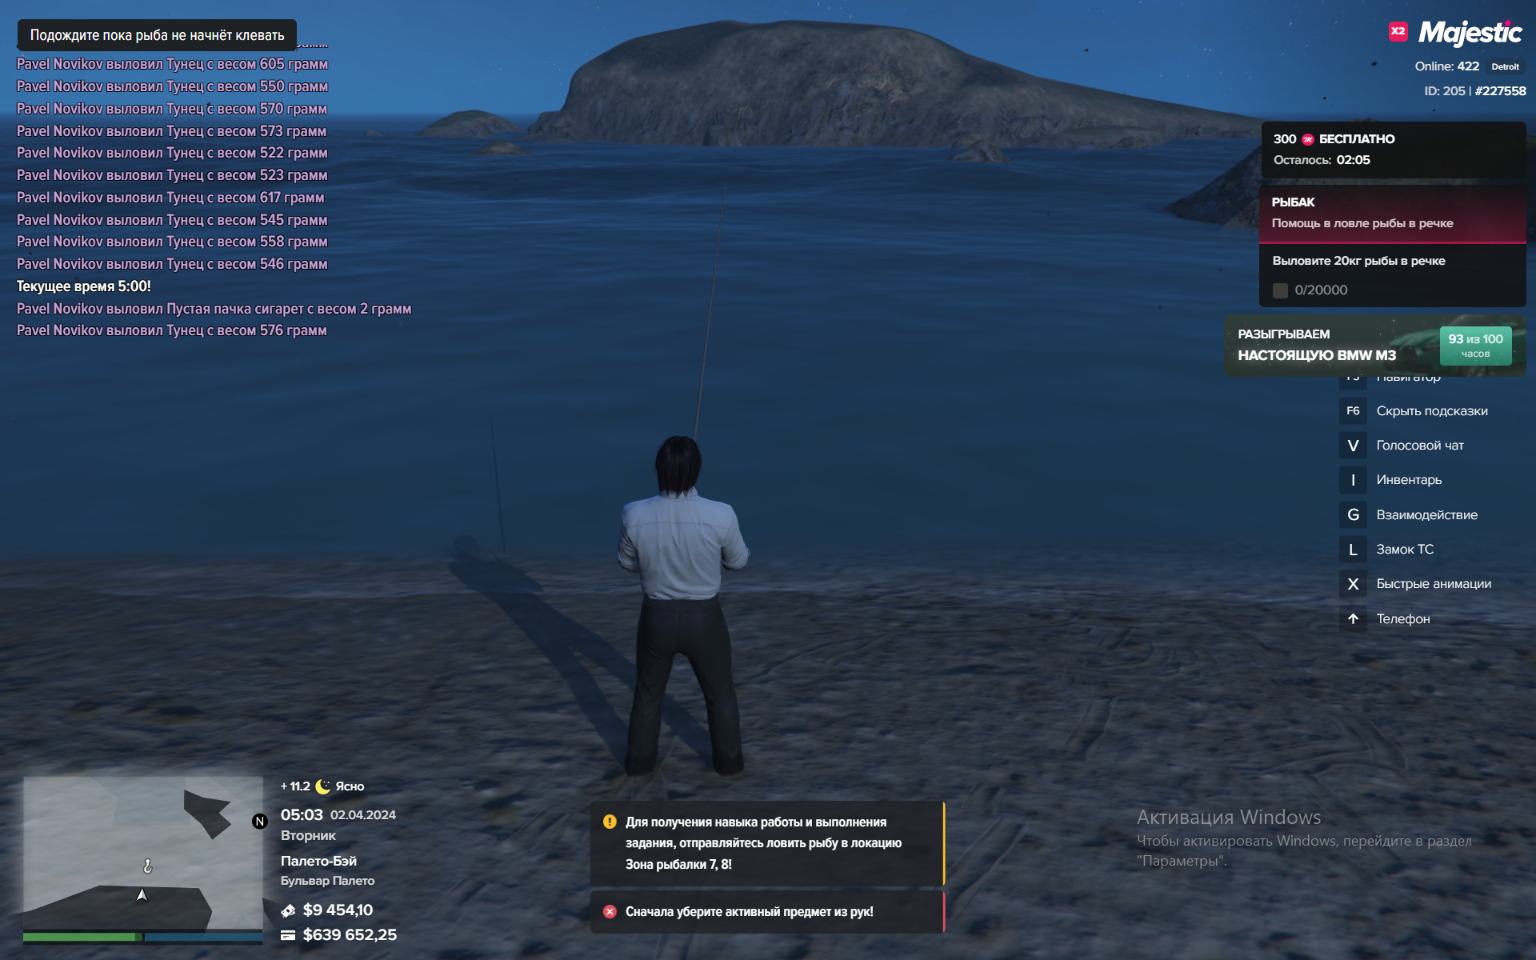 Подождите пока рыба не начнёт клевать
Pavel Novikov выловил Тунец с весом 605 грамм
Pavel Novikov выловил Тунец с весом 550 грамм
Pavel Novikov выловил Тунец с весом 570 грамм
Pavel Novikov выловил Тунец с весом 573 грамм
Pavel Novikov выловил Тунец с весом 522 грамм
Pavel Novikov выловил Тунец с весом 523 грамм
Pavel Novikov выловил Тунец с весом 617 грамм
Pavel Novikov выловил Тунец с весом 545 грамм
Pavel Novikov выловил Тунец с весом 558 грамм
Pavel Novikov выловил Тунец с весом 546 грамм
Текущее время 5:00!
Pavel Novikov выловил Пустая пачка сигарет с весом 2 грамм
Pavel Novikov выловил Тунец с весом 576 грамм
X2 Majestic
Online: 422 Detroit
ID: 205 | #227558
300 БЕСПЛАТНО
Осталось: 02:05
РЫБАК
Помощь в ловле рыбы в речке
Выловите 20кг рыбы в речке
0/20000
РАЗЫГРЫВАЕМ
НАСТОЯЩУЮ BMW M3
93 из 100
часов
Навигатор
F6 Скрыть подсказки
V Голосовой чат
I Инвентарь
G Взаимодействие
L Замок ТС
X Быстрые анимации
↑ Телефон
N
+ 11.2 Ясно
05:03 02.04.2024
Вторник
Палето-Бэй
Бульвар Палето
$9 454,10
$639 652,25
Для получения навыка работы и выполнения
задания, отправляйтесь ловить рыбу в локацию
Зона рыбалки 7, 8!
Сначала уберите активный предмет из рук!
Активация Windows
Чтобы активировать Windows, перейдите в раздел
"Параметры".